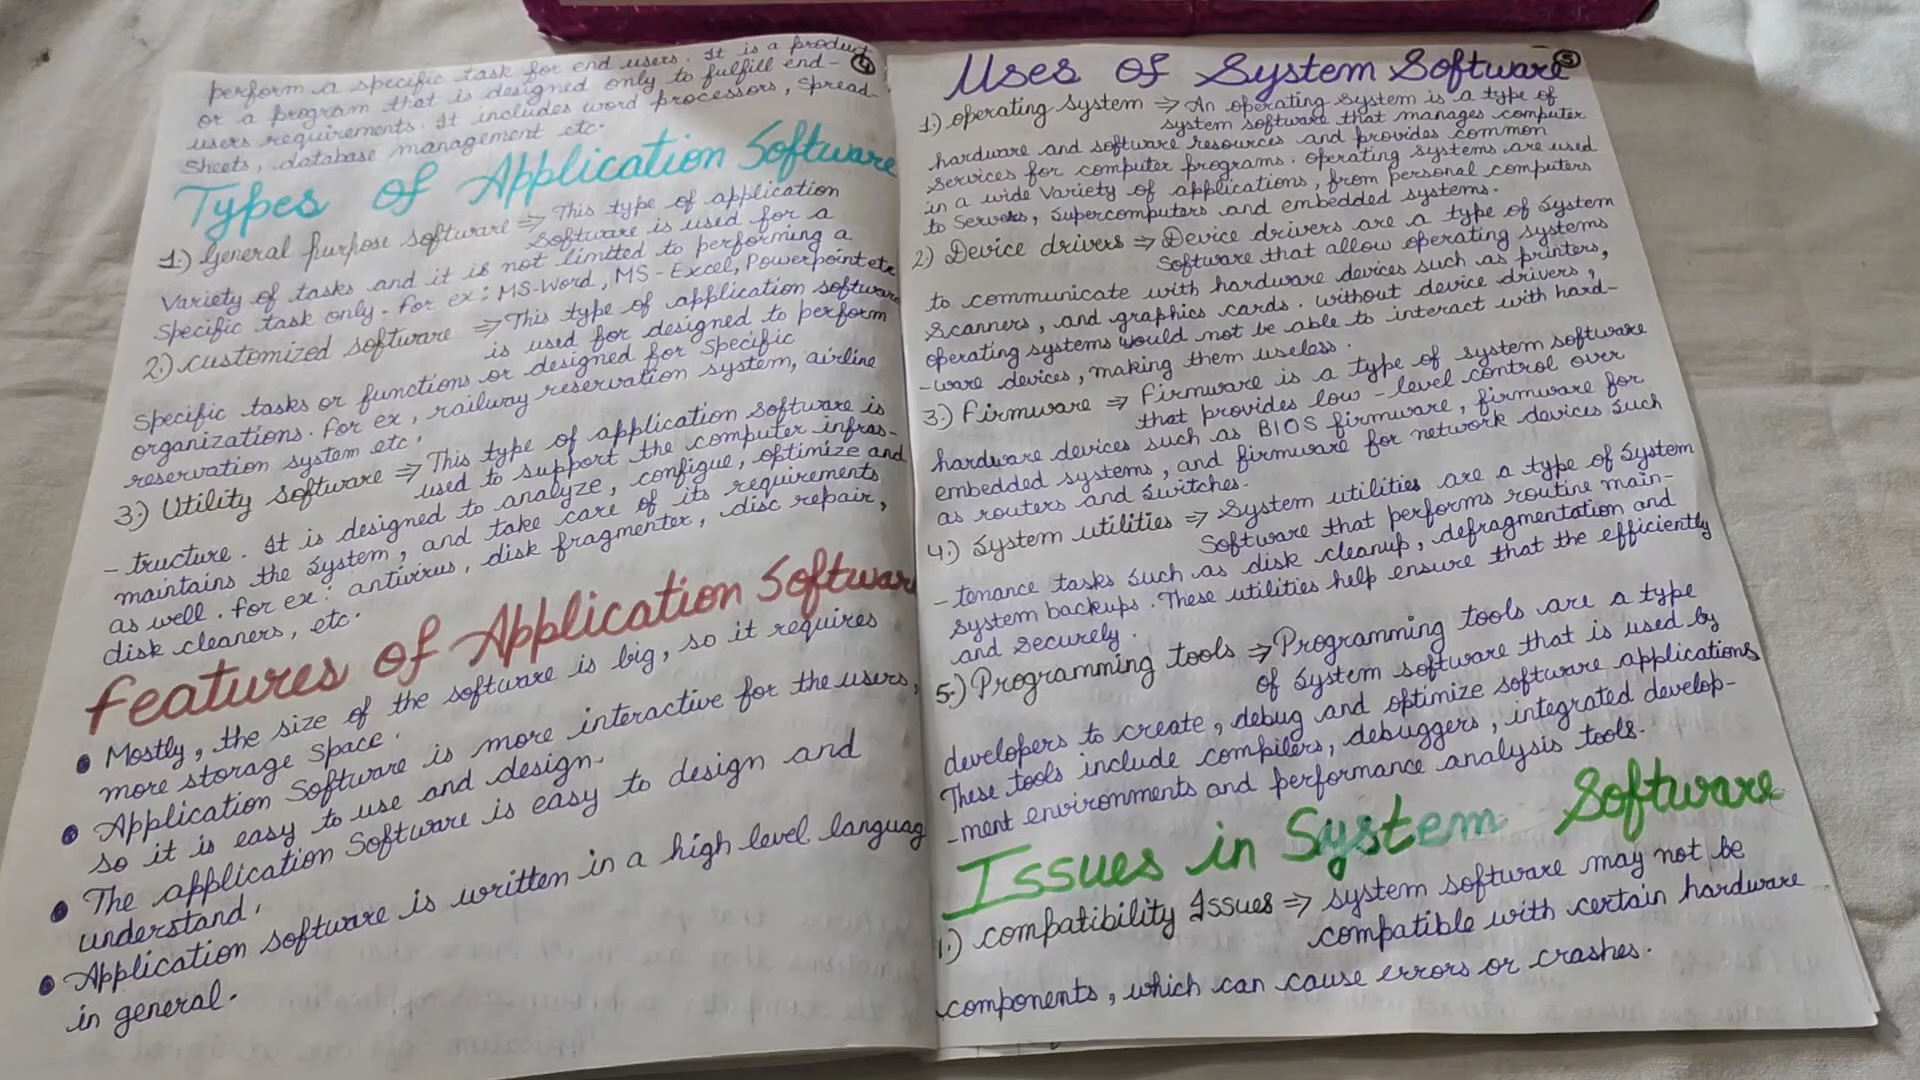 4
perform a specific task for end users. It is a product
or a program that is designed only to fulfill end-
users requirements. It includes word processors, spread
sheets, database management etc.
Types of Application Software
1.) General purpose software ⇒ This type of application
software is used for a
Variety of tasks and it is not limited to performing a
Specific task only. For ex: MS-Word, MS-Excel, Powerpoint etc
2.) customized software ⇒ This type of application software
is used for designed to perform
specific tasks or functions or designed for specific
organizations. For ex, railway reservation system, airline
reservation system etc.
3.) Utility software ⇒ This type of application software is
used to support the computer infras-
-tructure. It is designed to analyze, configue, optimize and
maintains the system, and take care of its requirements
as well. For ex: antivirus, disk fragmenter, disc repair,
disk cleaners, etc.
Features of Application Softwar
• Mostly, the size of the software is big, so it requires
more storage space.
• Application Software is more interactive for the users,
so it is easy to use and design.
• The application Software is easy to design and
understand.
• Application software is written in a high level languag
in general.
5
Uses of System Software
1.) operating system ⇒ An operating system is a type of
system software that manages computer
hardware and software resources and provides common
services for computer programs. operating systems are used
in a wide variety of applications, from personal computers
to Servers, supercomputers and embedded systems.
2.) Device drivers ⇒ Device drivers are a type of system
software that allow operating systems
to communicate with hardware devices such as printers,
scanners, and graphics cards. without device drivers,
operating systems would not be able to interact with hard-
-ware devices, making them useless.
3.) Firmware ⇒ Firmware is a type of system software
that provides low-level control over
hardware devices such as BIOS firmware, firmware for
embedded systems, and firmware for network devices such
as routers and switches.
4.) System utilities ⇒ System utilities are a type of System
Software that performs routine main-
-tenance tasks such as disk cleanup, defragmentation and
system backups. These utilities help ensure that the efficiently
and securely.
5.) Programming tools ⇒ Programming tools are a type
of system software that is used by
developers to create, debug and optimize software applications
These tools include compilers, debuggers, integrated develop-
-ment environments and performance analysis tools.
Issues in System Software
1.) compatibility Issues ⇒ system software may not be
compatible with certain hardware
components, which can cause errors or crashes.